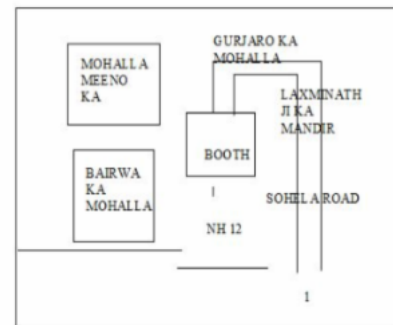 GURJARO KA
MOHALLA
MOHALLA
MEENO
KA
LAXMINATH
JI KA
MANDIR
BOOTH
BAIRWA
KA
MOHALLA
SOHELA ROAD
NH 12
1